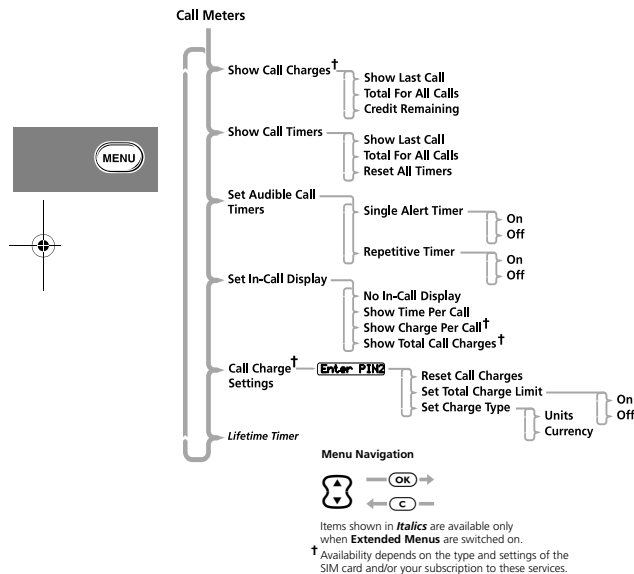 Call Meters
Show Call Charges†
Show Last Call
Total For All Calls
Credit Remaining
MENU
Show Call Timers
Show Last Call
Total For All Calls
Reset All Timers
Set Audible Call
Timers
Single Alert Timer
On
Off
Repetitive Timer
On
Off
Set In-Call Display
No In-Call Display
Show Time Per Call
Show Charge Per Call†
Show Total Call Charges†
Call Charge†
Settings
Enter PIN2
Reset Call Charges
Set Total Charge Limit
On
Off
Set Charge Type
Units
Currency
Lifetime Timer
Menu Navigation
OK
C
Items shown in Italics are available only
when Extended Menus are switched on.
† Availability depends on the type and settings of the
SIM card and/or your subscription to these services.